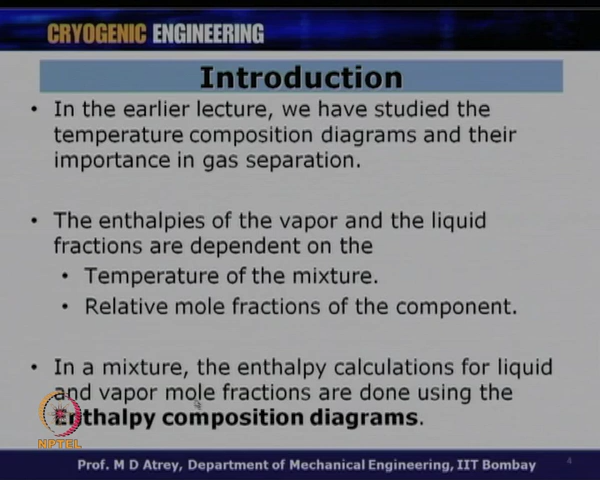 CRYOGENIC ENGINEERING
Introduction
• In the earlier lecture, we have studied the
temperature composition diagrams and their
importance in gas separation.
• The enthalpies of the vapor and the liquid
fractions are dependent on the
• Temperature of the mixture.
• Relative mole fractions of the component.
• In a mixture, the enthalpy calculations for liquid
and vapor mole fractions are done using the
Enthalpy composition diagrams.
NPTEL
Prof. M D Atrey, Department of Mechanical Engineering, IIT Bombay
4